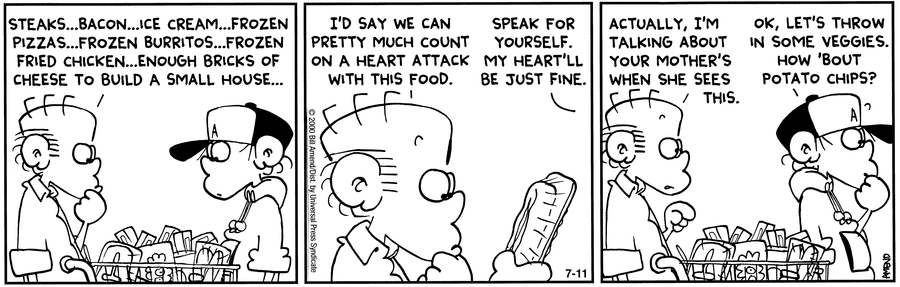 STEAKS...BACON...ICE CREAM...FROZEN
PIZZAS...FROZEN BURRITOS...FROZEN
FRIED CHICKEN...ENOUGH BRICKS OF
CHEESE TO BUILD A SMALL HOUSE...
A
I'D SAY WE CAN
PRETTY MUCH COUNT
ON A HEART ATTACK
WITH THIS FOOD.
SPEAK FOR
YOURSELF.
MY HEART'LL
BE JUST FINE.
© 2000 Bill Amend/Dist. by Universal Press Syndicate
7-11
ACTUALLY, I'M
TALKING ABOUT
YOUR MOTHER'S
WHEN SHE SEES
THIS.
OK, LET'S THROW
IN SOME VEGGIES.
HOW 'BOUT
POTATO CHIPS?
A
AMEND